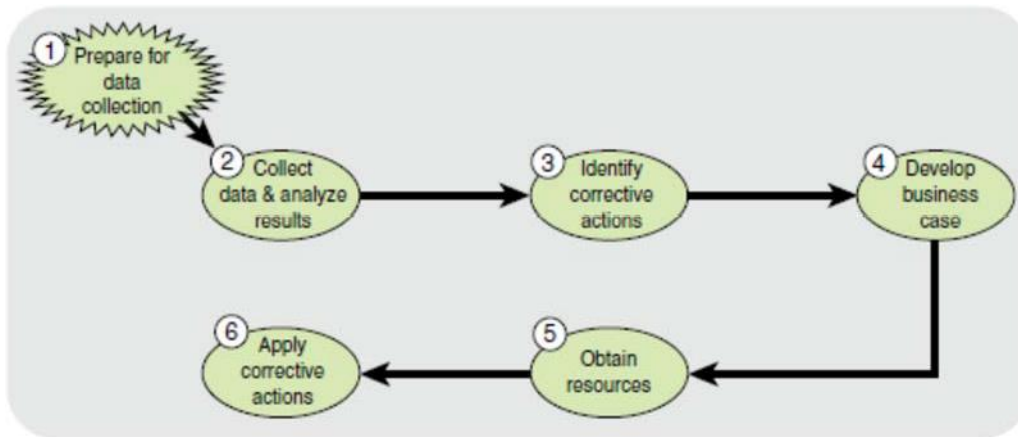 1
Prepare for
data
collection
2
Collect
data & analyze
results
3
Identify
corrective
actions
4
Develop
business
case
5
Obtain
resources
6
Apply
corrective
actions